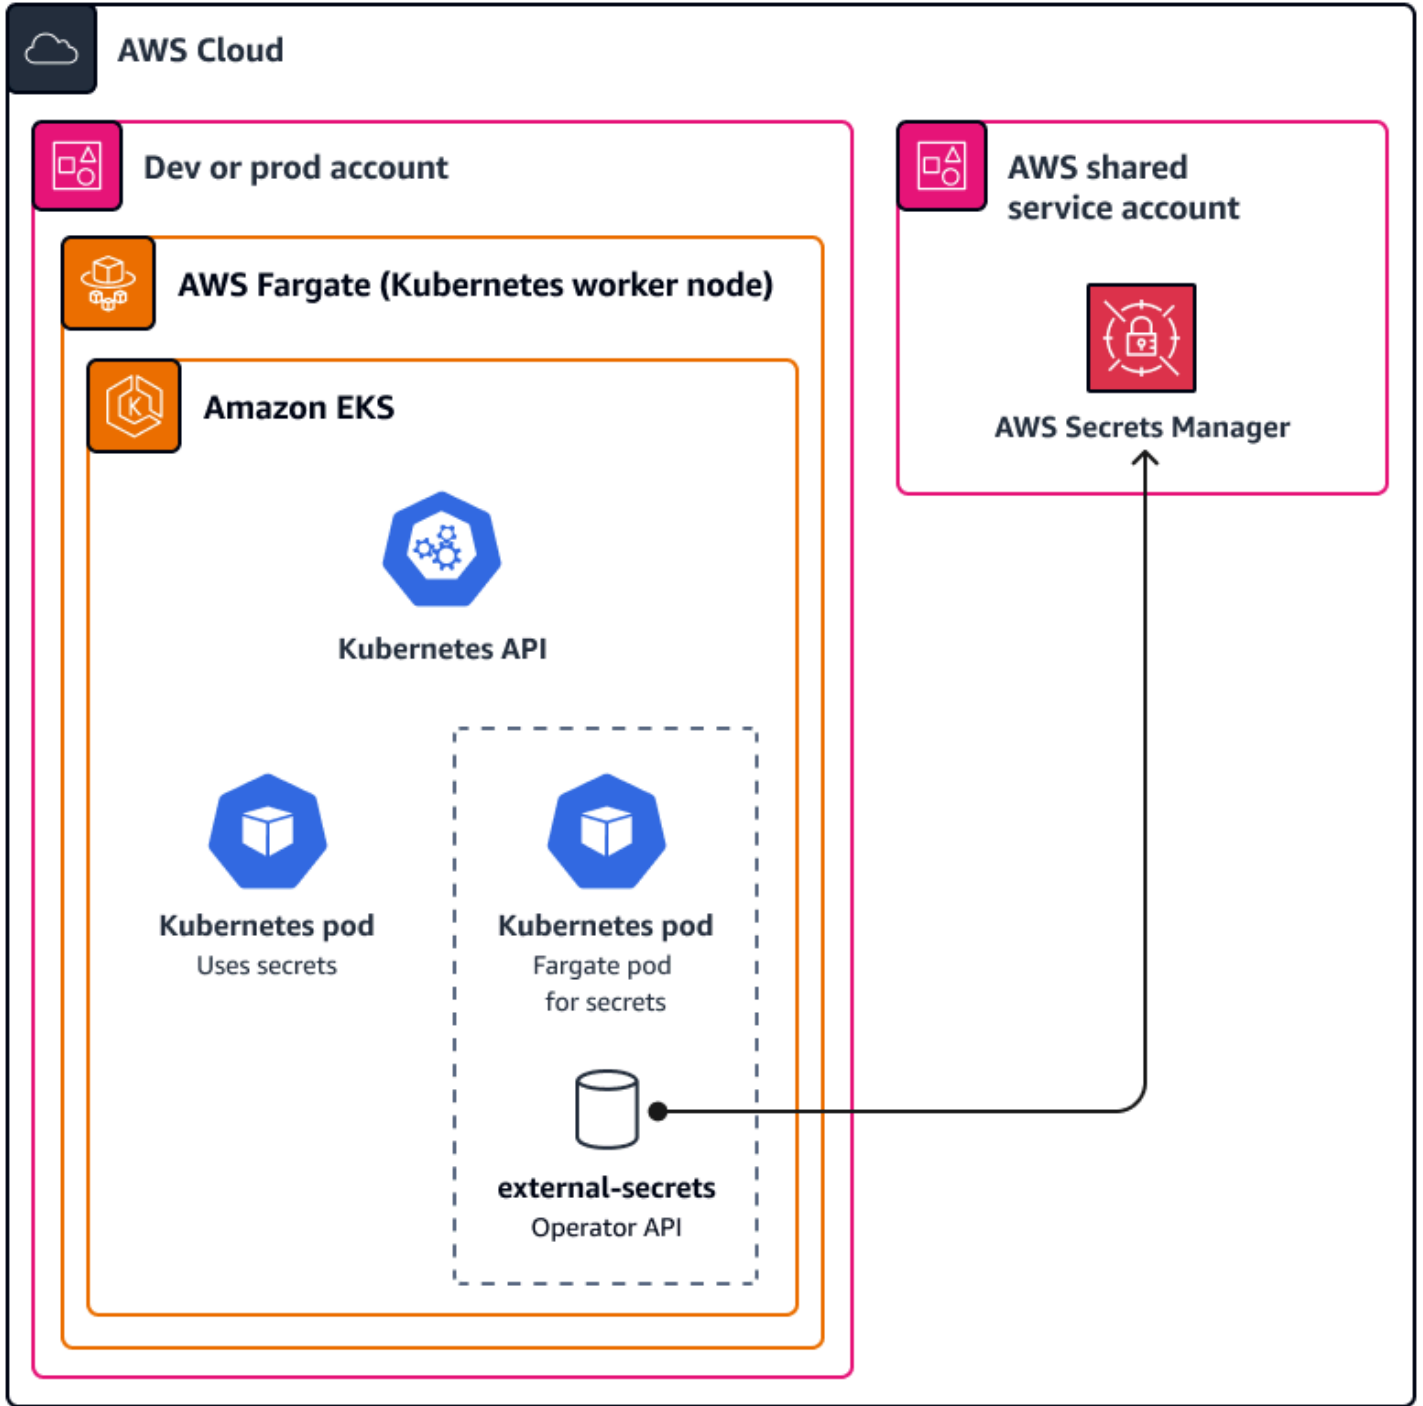 AWS Cloud
Dev or prod account
AWS Fargate (Kubernetes worker node)
Amazon EKS
Kubernetes API
Kubernetes pod
Uses secrets
Kubernetes pod
Fargate pod
for secrets
external-secrets
Operator API
AWS shared
service account
AWS Secrets Manager